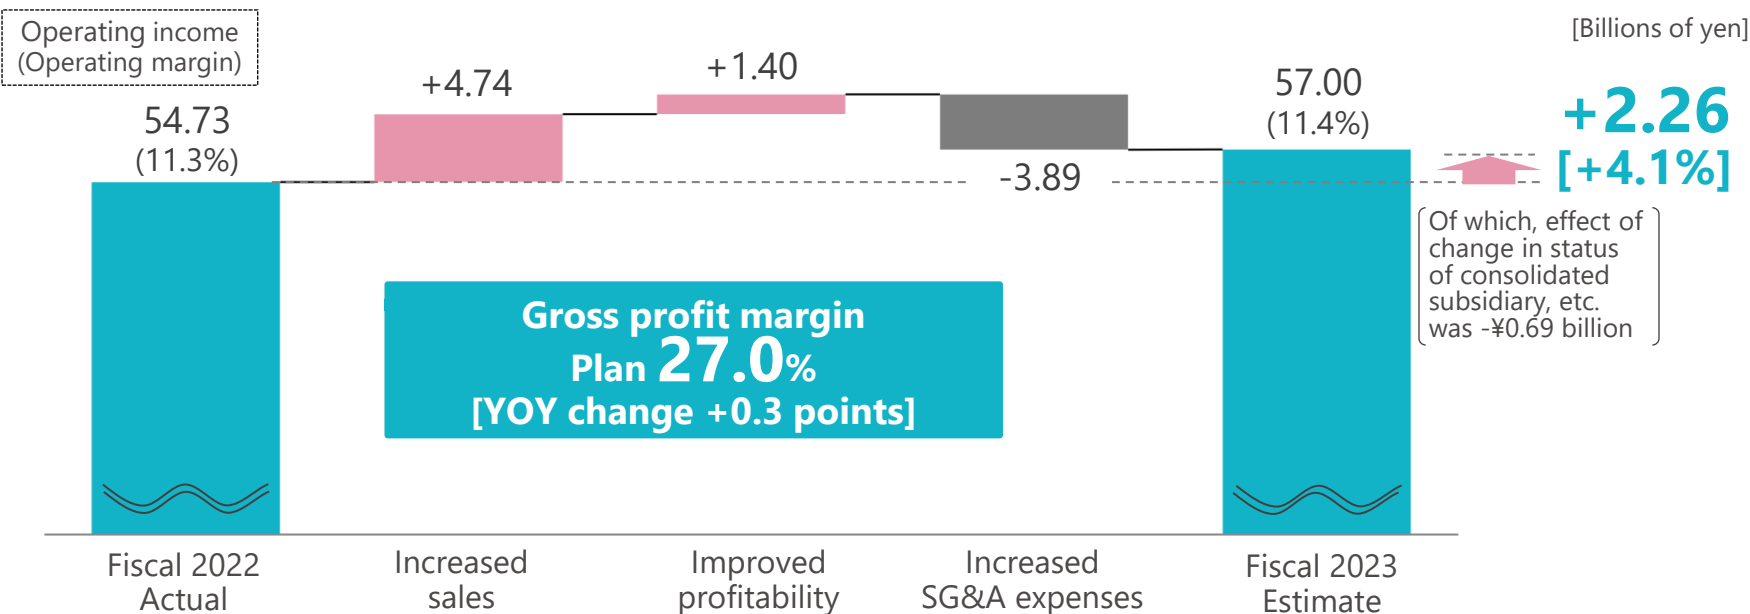 Operating income
(Operating margin)
[Billions of yen]
54.73
(11.3%)
+4.74
+1.40
-3.89
57.00
(11.4%)
+2.26
[+4.1%]
Of which, effect of
change in status
of consolidated
subsidiary, etc.
was -¥0.69 billion
Gross profit margin
Plan 27.0%
[YOY change +0.3 points]
Fiscal 2022
Actual
Increased
sales
Improved
profitability
Increased
SG&A expenses
Fiscal 2023
Estimate